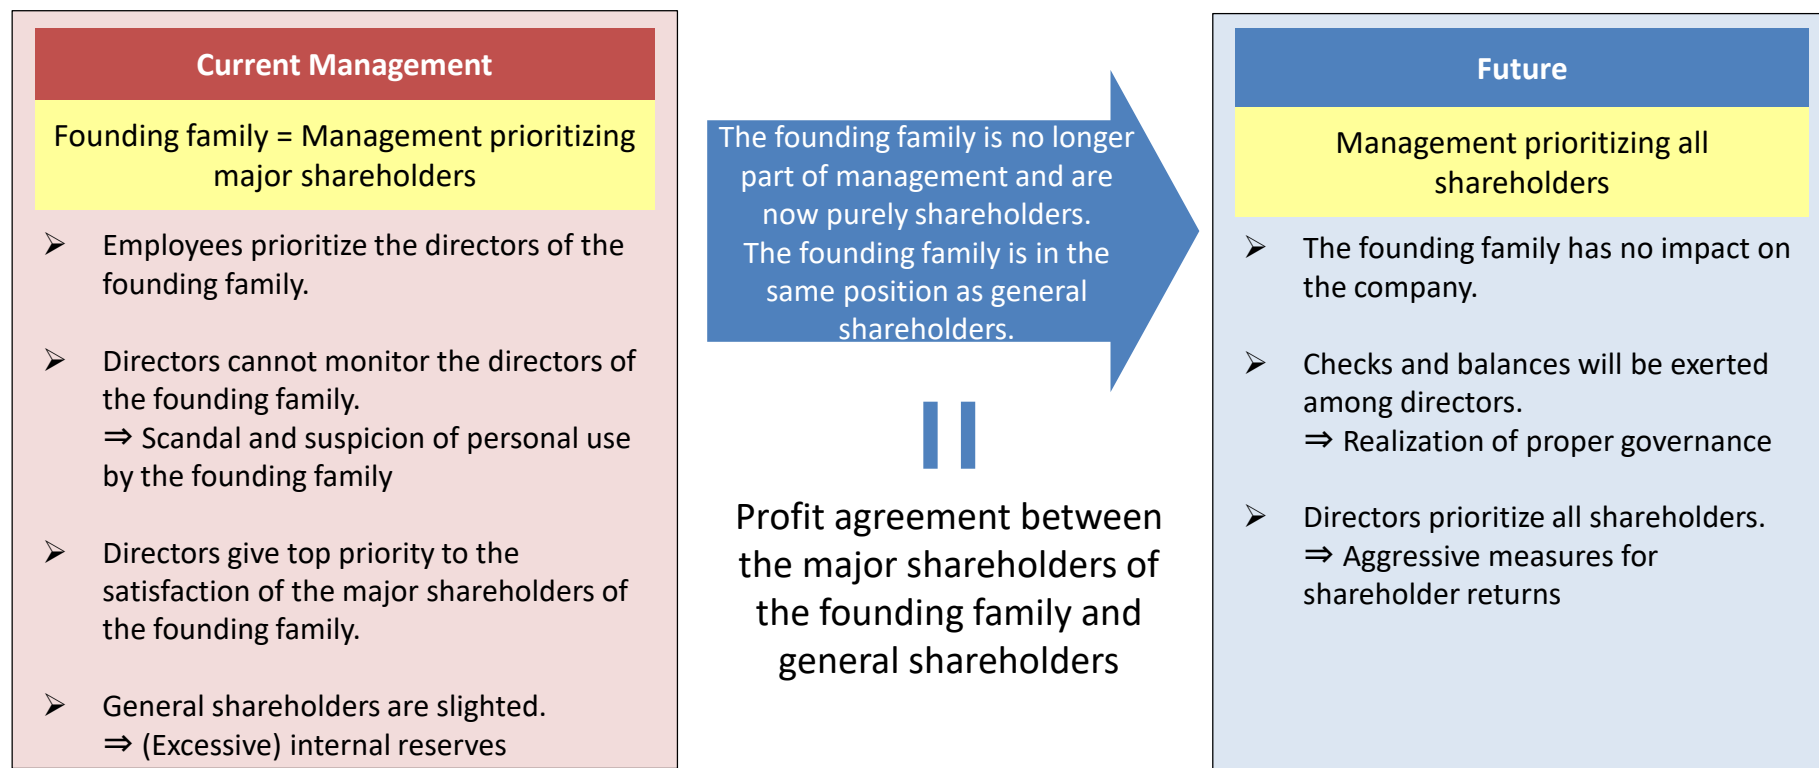 Current Management
Founding family = Management prioritizing
major shareholders
➢ Employees prioritize the directors of the
founding family.
➢ Directors cannot monitor the directors of
the founding family.
⇒ Scandal and suspicion of personal use
by the founding family
➢ Directors give top priority to the
satisfaction of the major shareholders of
the founding family.
➢ General shareholders are slighted.
⇒ (Excessive) internal reserves
The founding family is no longer
part of management and are
now purely shareholders.
The founding family is in the
same position as general
shareholders.
Profit agreement between
the major shareholders of
the founding family and
general shareholders
Future
Management prioritizing all
shareholders
➢ The founding family has no impact on
the company.
➢ Checks and balances will be exerted
among directors.
⇒ Realization of proper governance
➢ Directors prioritize all shareholders.
⇒ Aggressive measures for
shareholder returns